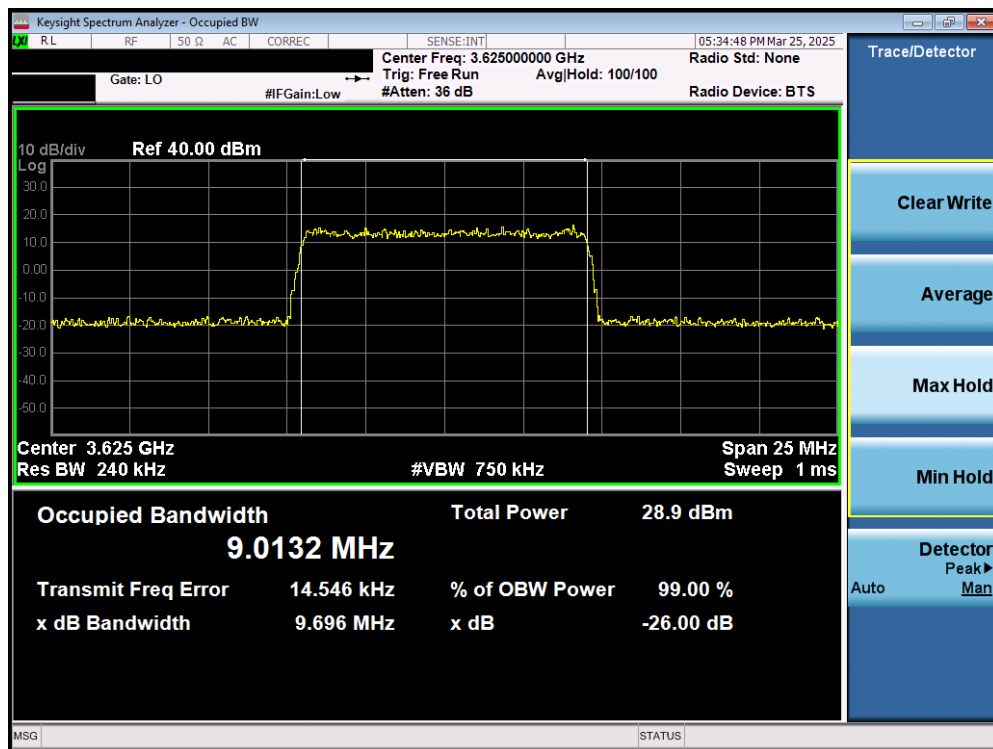 Keysight Spectrum Analyzer - Occupied BW
LXI RL RF 50 Ω AC CORREC SENSE:INT 05:34:48 PM Mar 25, 2025
Center Freq: 3.625000000 GHz Radio Std: None
Gate: LO Trig: Free Run Avg|Hold: 100/100
#IFGain:Low #Atten: 36 dB Radio Device: BTS
10 dB/div Ref 40.00 dBm
Log
30.0
20.0
10.0
0.00
-10.0
-20.0
-30.0
-40.0
-50.0
Center 3.625 GHz Span 25 MHz
Res BW 240 kHz #VBW 750 kHz Sweep 1 ms
Occupied Bandwidth Total Power 28.9 dBm
9.0132 MHz
Transmit Freq Error 14.546 kHz % of OBW Power 99.00 %
x dB Bandwidth 9.696 MHz x dB -26.00 dB
MSG STATUS
Trace/Detector
Clear Write
Average
Max Hold
Min Hold
Detector
Peak▶
Auto Man